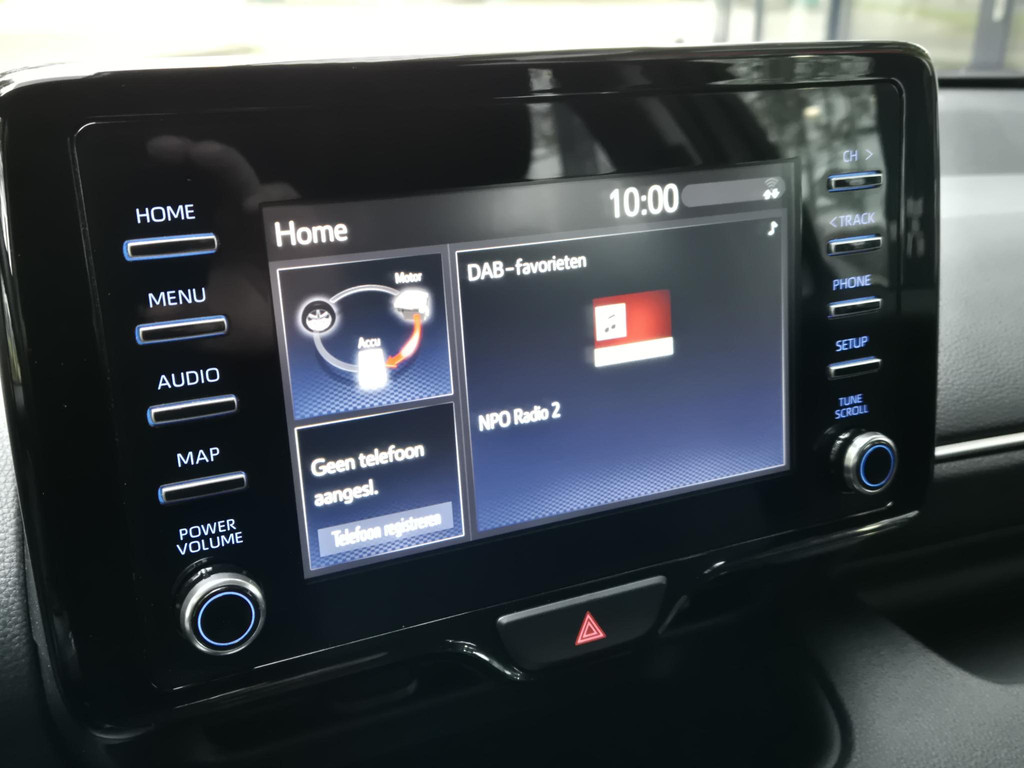 HOME
MENU
AUDIO
MAP
POWER
VOLUME
Home
10:00
Motor
Accu
Geen telefoon
aangesl.
Telefoon registreren
DAB-favorieten
NPO Radio 2
CH >
< TRACK
PHONE
SETUP
TUNE
SCROLL